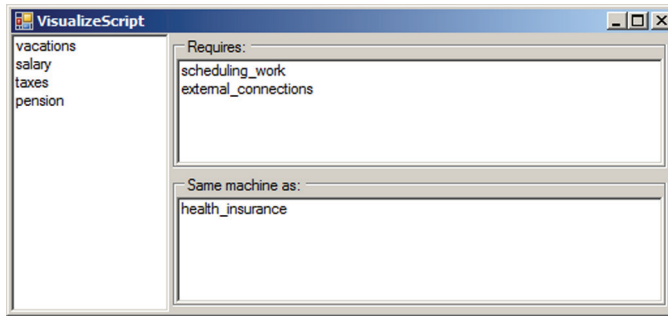 VisualizeScript
vacations
salary
taxes
pension
Requires:
scheduling_work
external_connections
Same machine as:
health_insurance